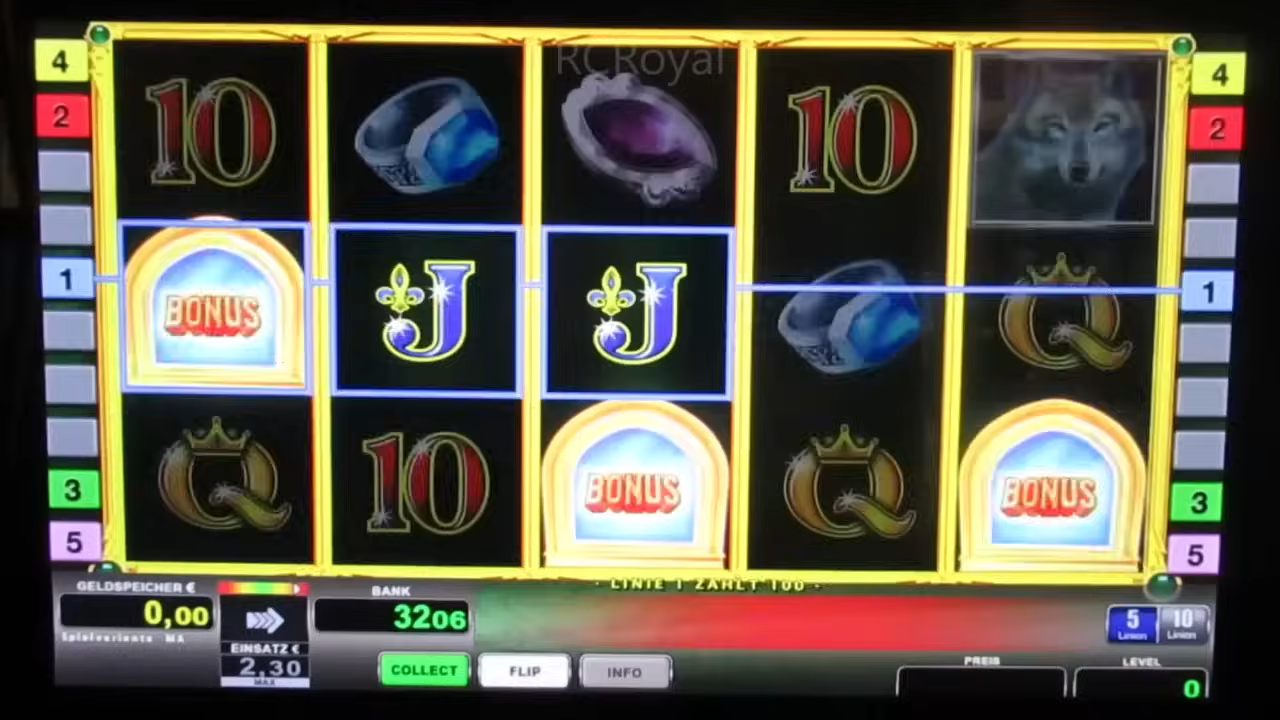 RCRoyal
4 10 10 4
2 2
1 BONUS J J Q 1
Q 10 BONUS Q BONUS
3 3
5 5
GELDSPEICHER € BANK - LINIE 1 ZAHLT 100 -
0,00 3206 5 Linien 10 Linien
Spielvariante MA
EINSATZ € COLLECT FLIP INFO PREIS LEVEL
2,30 0
MAX